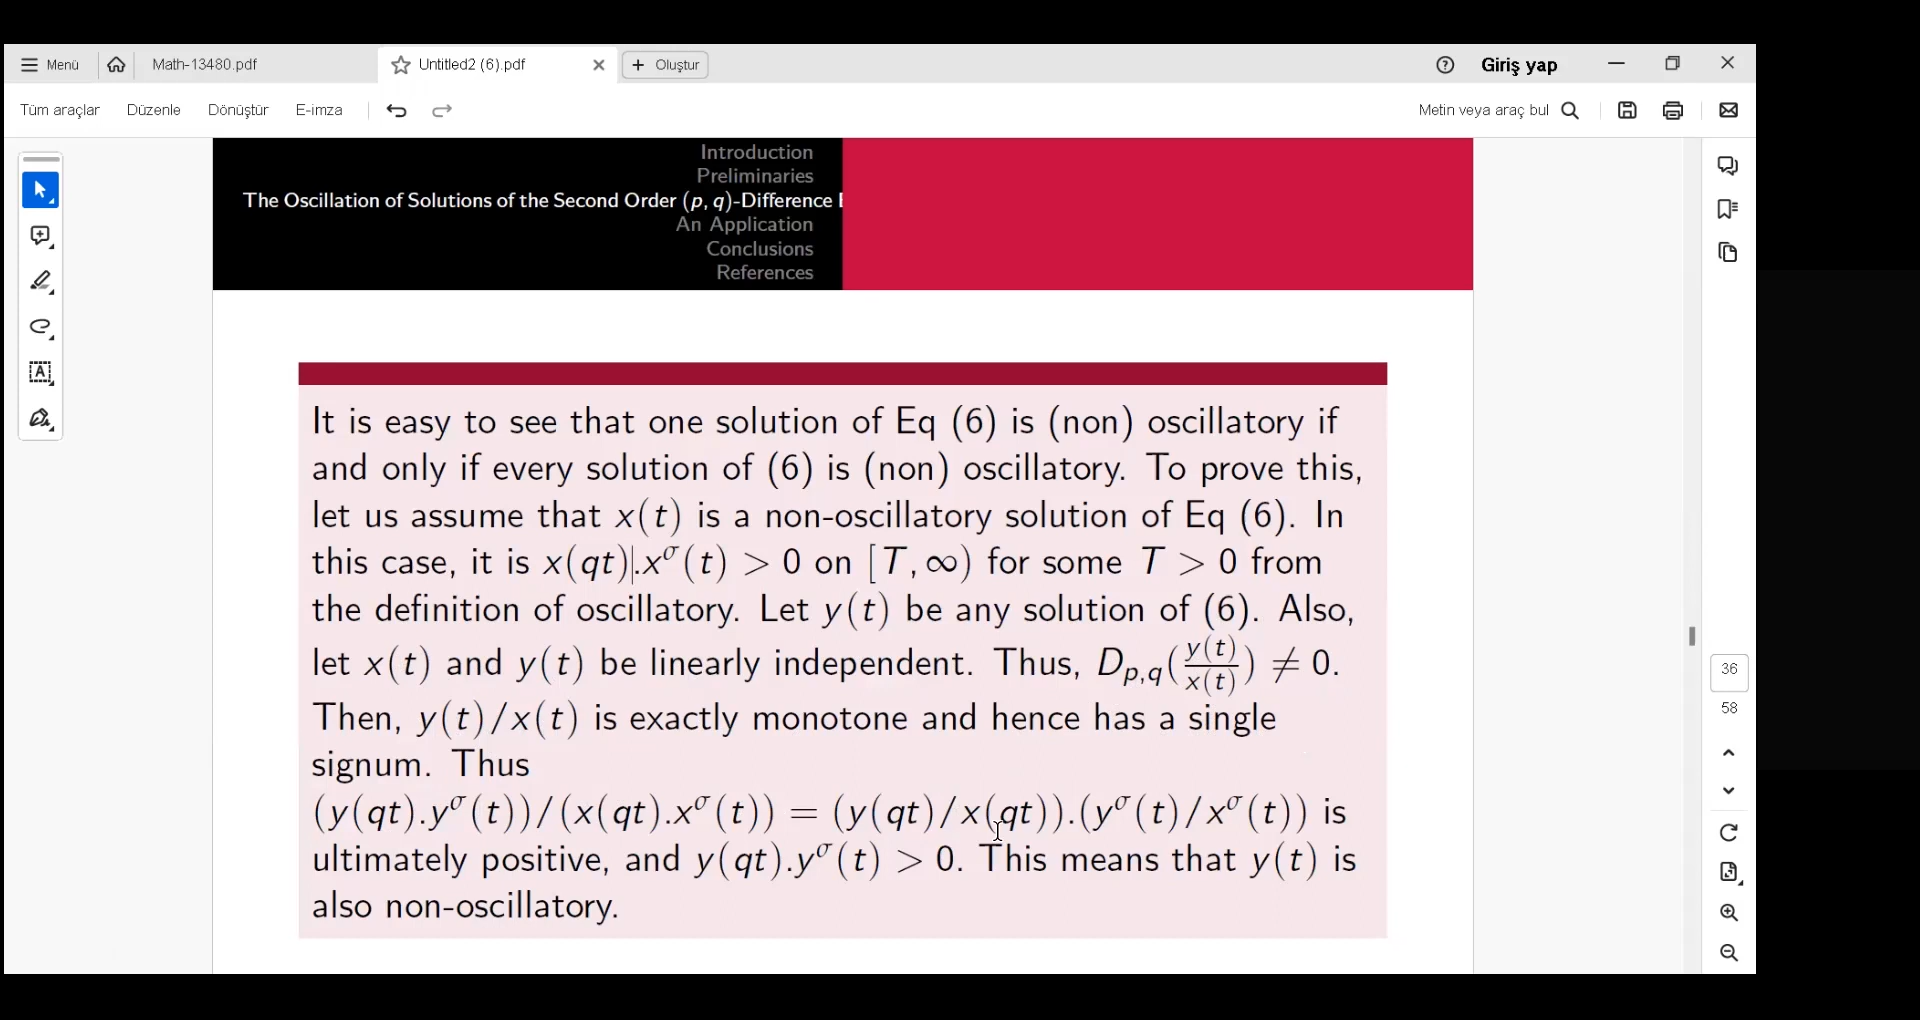 Menü
Math-13480.pdf
Untitled2 (6).pdf
Oluştur
Giriş yap
Tüm araçlar Düzenle Dönüştür E-imza
Metin veya araç bul
Introduction
Preliminaries
The Oscillation of Solutions of the Second Order (p, q)-Difference
An Application
Conclusions
References
It is easy to see that one solution of Eq (6) is (non) oscillatory if
and only if every solution of (6) is (non) oscillatory. To prove this,
let us assume that x(t) is a non-oscillatory solution of Eq (6). In
this case, it is x(qt).x^σ(t) > 0 on [T, ∞) for some T > 0 from
the definition of oscillatory. Let y(t) be any solution of (6). Also,
let x(t) and y(t) be linearly independent. Thus, D_{p,q}(y(t)/x(t)) ≠ 0.
Then, y(t)/x(t) is exactly monotone and hence has a single
signum. Thus
(y(qt).y^σ(t))/(x(qt).x^σ(t)) = (y(qt)/x(qt)).(y^σ(t)/x^σ(t)) is
ultimately positive, and y(qt).y^σ(t) > 0. This means that y(t) is
also non-oscillatory.
36
58